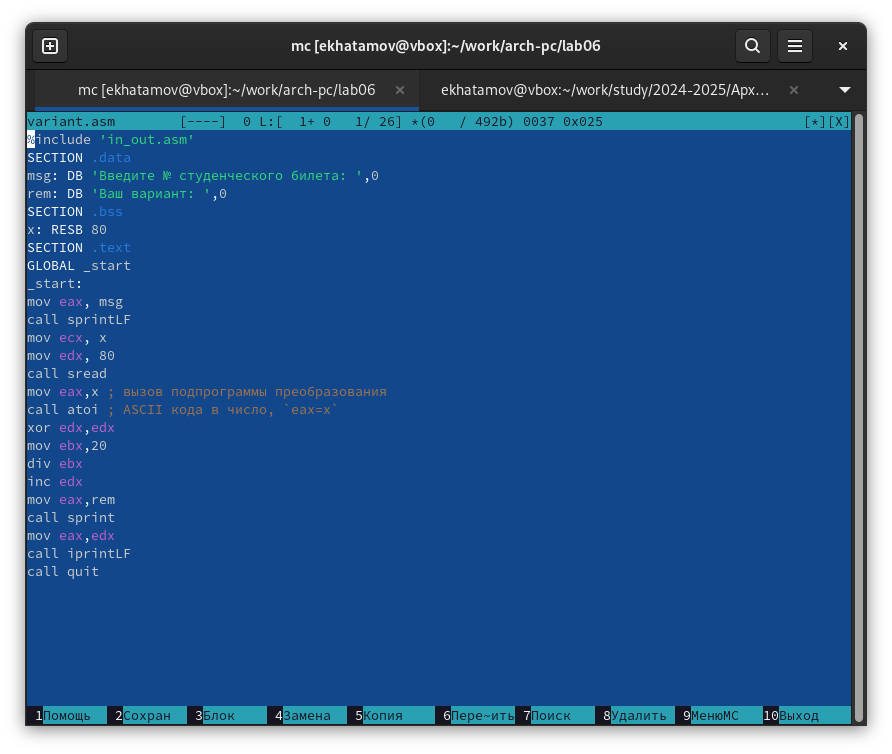 mc [ekhatamov@vbox]:~/work/arch-pc/lab06
mc [ekhatamov@vbox]:~/work/arch-pc/lab06 × ekhatamov@vbox:~/work/study/2024-2025/Арх… ×
variant.asm [----] 0 L:[ 1+ 0 1/ 26] *(0 / 492b) 0037 0x025 [*][X]
%include 'in_out.asm'
SECTION .data
msg: DB 'Введите № студенческого билета: ',0
rem: DB 'Ваш вариант: ',0
SECTION .bss
x: RESB 80
SECTION .text
GLOBAL _start
_start:
mov eax, msg
call sprintLF
mov ecx, x
mov edx, 80
call sread
mov eax,x ; вызов подпрограммы преобразования
call atoi ; ASCII кода в число, `eax=x`
xor edx,edx
mov ebx,20
div ebx
inc edx
mov eax,rem
call sprint
mov eax,edx
call iprintLF
call quit
1Помощь 2Сохран 3Блок 4Замена 5Копия 6Пере~ить 7Поиск 8Удалить 9МенюMC 10Выход